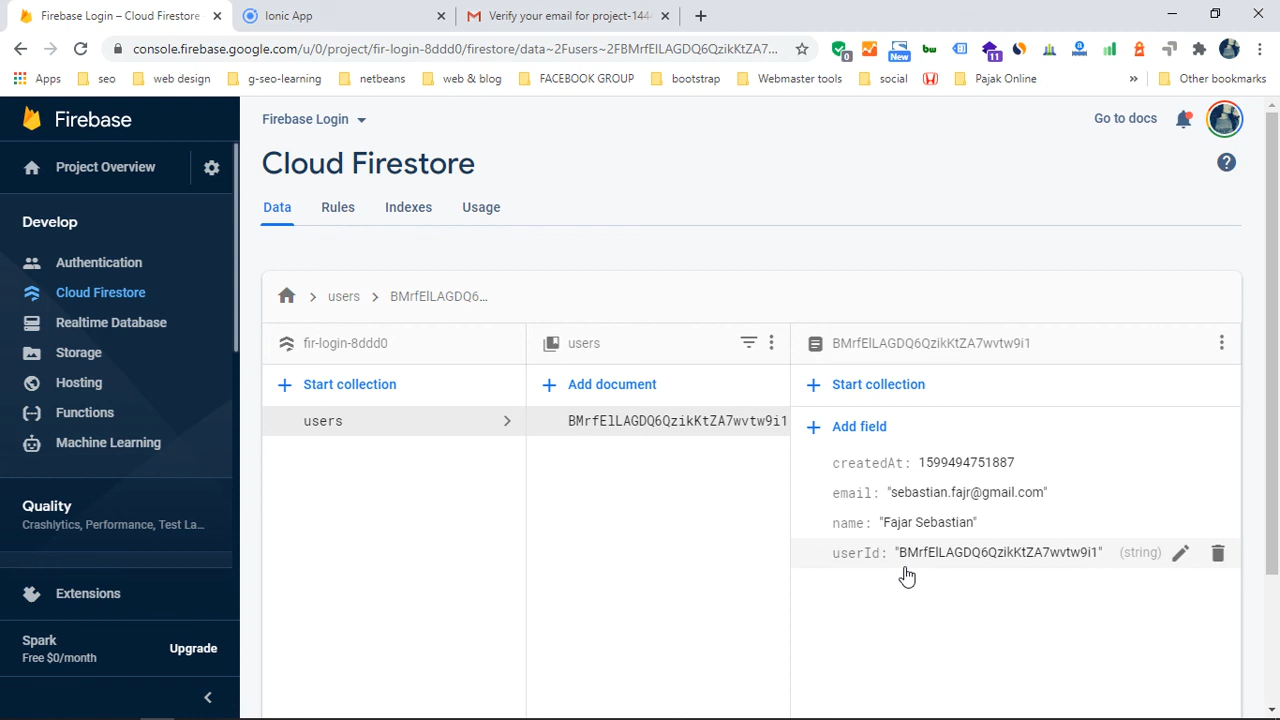 Firebase Login – Cloud Firestore -
Ionic App
Verify your email for project-144
console.firebase.google.com/u/0/project/fir-login-8ddd0/firestore/data~2Fusers~2FBMrfElLAGDQ6QzikKtZA7...
0
New
bw
11
Apps
seo
web design
g-seo-learning
netbeans
web & blog
FACEBOOK GROUP
bootstrap
Webmaster tools
social
Pajak Online
»
Other bookmarks
Firebase
Firebase Login
Go to docs
Project Overview
Cloud Firestore
Data
Rules
Indexes
Usage
Develop
Authentication
Cloud Firestore
Realtime Database
Storage
Hosting
Functions
Machine Learning
Quality
Crashlytics, Performance, Test La...
Extensions
Spark
Free $0/month
Upgrade
users
BMrfElLAGDQ6...
fir-login-8ddd0
users
BMrfElLAGDQ6QzikKtZA7wvtw9i1
Start collection
Add document
Start collection
users
BMrfElLAGDQ6QzikKtZA7wvtw9i1
Add field
createdAt: 1599494751887
email: "sebastian.fajr@gmail.com"
name: "Fajar Sebastian"
userId: "BMrfElLAGDQ6QzikKtZA7wvtw9i1" (string)